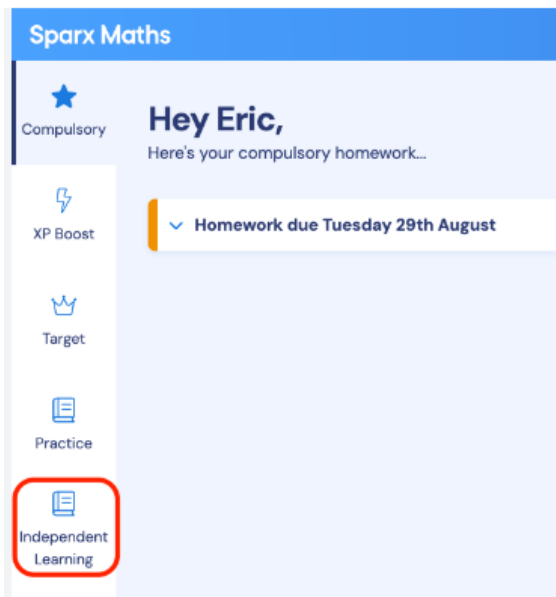 Sparx Maths
Compulsory
Hey Eric,
Here's your compulsory homework...
XP Boost
Homework due Tuesday 29th August
Target
Practice
Independent
Learning